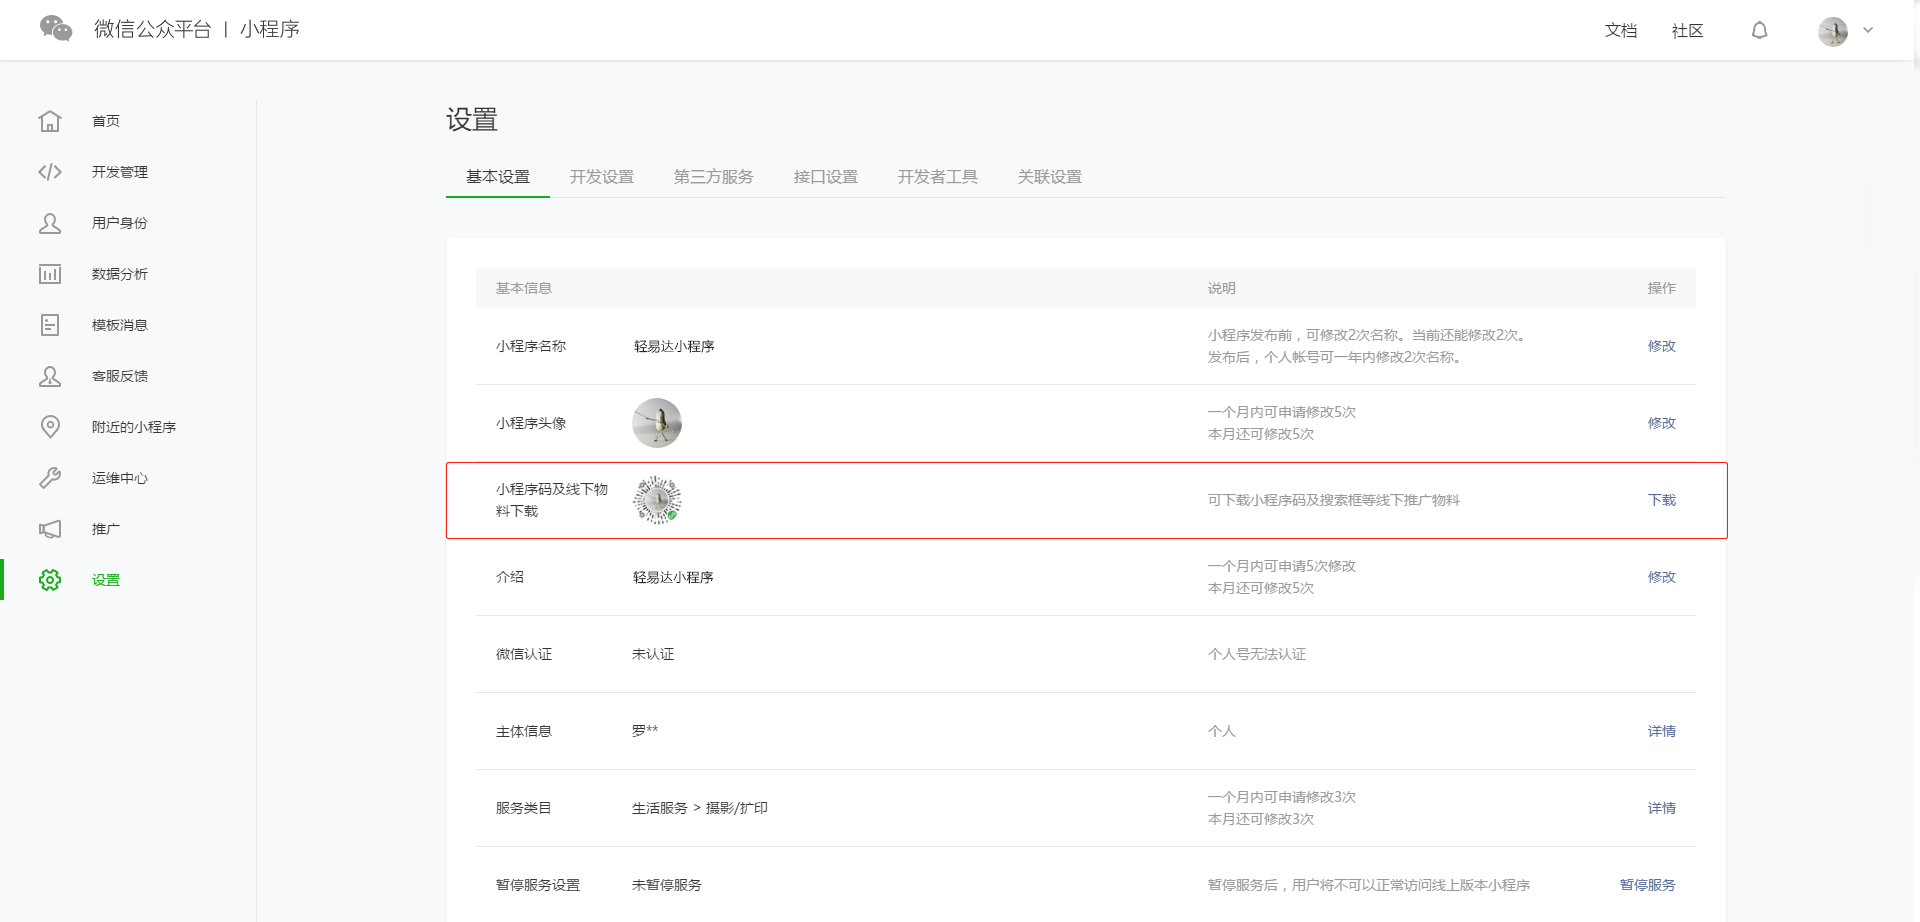 微信公众平台 | 小程序
文档
社区
首页
开发管理
用户身份
数据分析
模板消息
客服反馈
附近的小程序
运维中心
推广
设置
设置
基本设置
开发设置
第三方服务
接口设置
开发者工具
关联设置
基本信息
说明
操作
小程序名称
轻易达小程序
小程序发布前，可修改2次名称。当前还能修改2次。
发布后，个人帐号可一年内修改2次名称。
修改
小程序头像
一个月内可申请修改5次
本月还可修改5次
修改
小程序码及线下物
料下载
可下载小程序码及搜索框等线下推广物料
下载
介绍
轻易达小程序
一个月内可申请5次修改
本月还可修改5次
修改
微信认证
未认证
个人号无法认证
主体信息
罗**
个人
详情
服务类目
生活服务 > 摄影/扩印
一个月内可申请修改3次
本月还可修改3次
详情
暂停服务设置
未暂停服务
暂停服务后，用户将不可以正常访问线上版本小程序
暂停服务